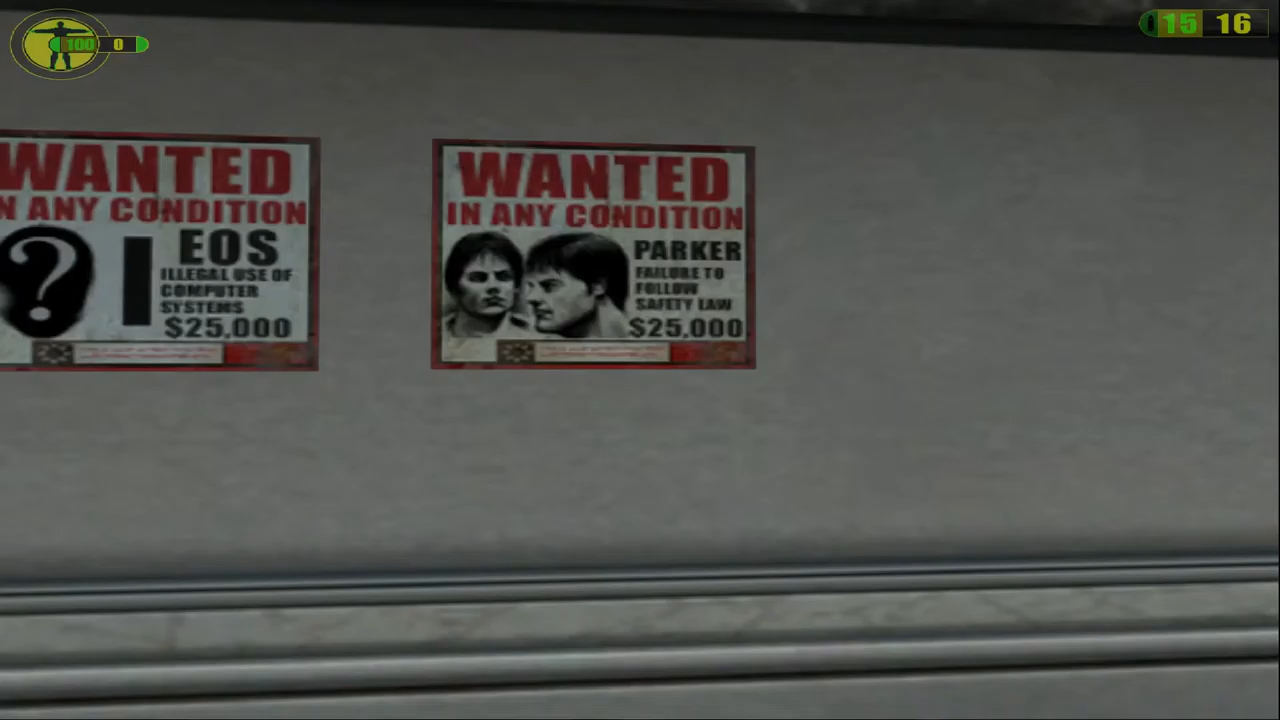 100 0
15 16
WANTED
IN ANY CONDITION
?
EOS
ILLEGAL USE OF
COMPUTER
SYSTEMS
$25,000
WANTED
IN ANY CONDITION
PARKER
FAILURE TO
FOLLOW
SAFETY LAW
$25,000